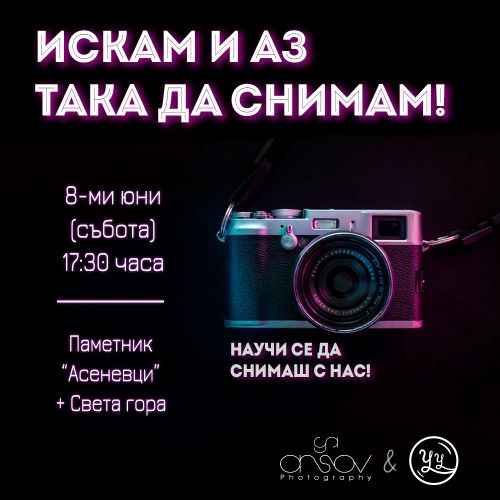 ИСКАМ И АЗ
ТАКА ДА СНИМАМ!
8-ми юни
(събота)
17:30 часа
Паметник
“Асеневци”
+ Света гора
НАУЧИ СЕ ДА
СНИМАШ С НАС!
ansov
Photography
&